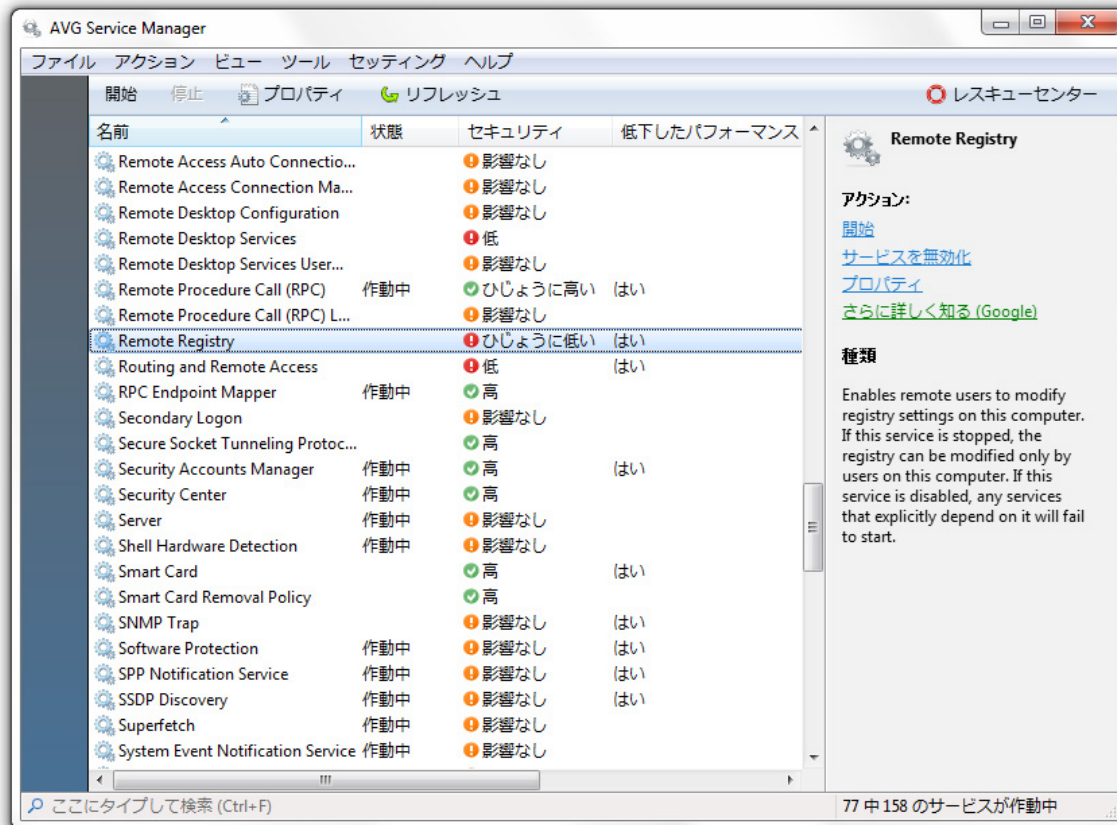 AVG Service Manager
ファイル アクション ビュー ツール セッティング ヘルプ
開始 停止 プロパティ リフレッシュ レスキューセンター
名前 状態 セキュリティ 低下したパフォーマンス
Remote Access Auto Connectio... 影響なし
Remote Access Connection Ma... 影響なし
Remote Desktop Configuration 影響なし
Remote Desktop Services 低
Remote Desktop Services User... 影響なし
Remote Procedure Call (RPC) 作動中 ひじょうに高い はい
Remote Procedure Call (RPC) L... 影響なし
Remote Registry ひじょうに低い はい
Routing and Remote Access 低 はい
RPC Endpoint Mapper 作動中 高
Secondary Logon 影響なし
Secure Socket Tunneling Protoc... 高
Security Accounts Manager 作動中 高 はい
Security Center 作動中 高
Server 作動中 影響なし
Shell Hardware Detection 作動中 影響なし
Smart Card 高 はい
Smart Card Removal Policy 高
SNMP Trap 影響なし はい
Software Protection 作動中 影響なし はい
SPP Notification Service 作動中 影響なし はい
SSDP Discovery 作動中 影響なし はい
Superfetch 作動中 影響なし
System Event Notification Service 作動中 影響なし
Remote Registry
アクション:
開始
サービスを無効化
プロパティ
さらに詳しく知る (Google)
種類
Enables remote users to modify
registry settings on this computer.
If this service is stopped, the
registry can be modified only by
users on this computer. If this
service is disabled, any services
that explicitly depend on it will fail
to start.
ここにタイプして検索 (Ctrl+F)
77 中 158 のサービスが作動中